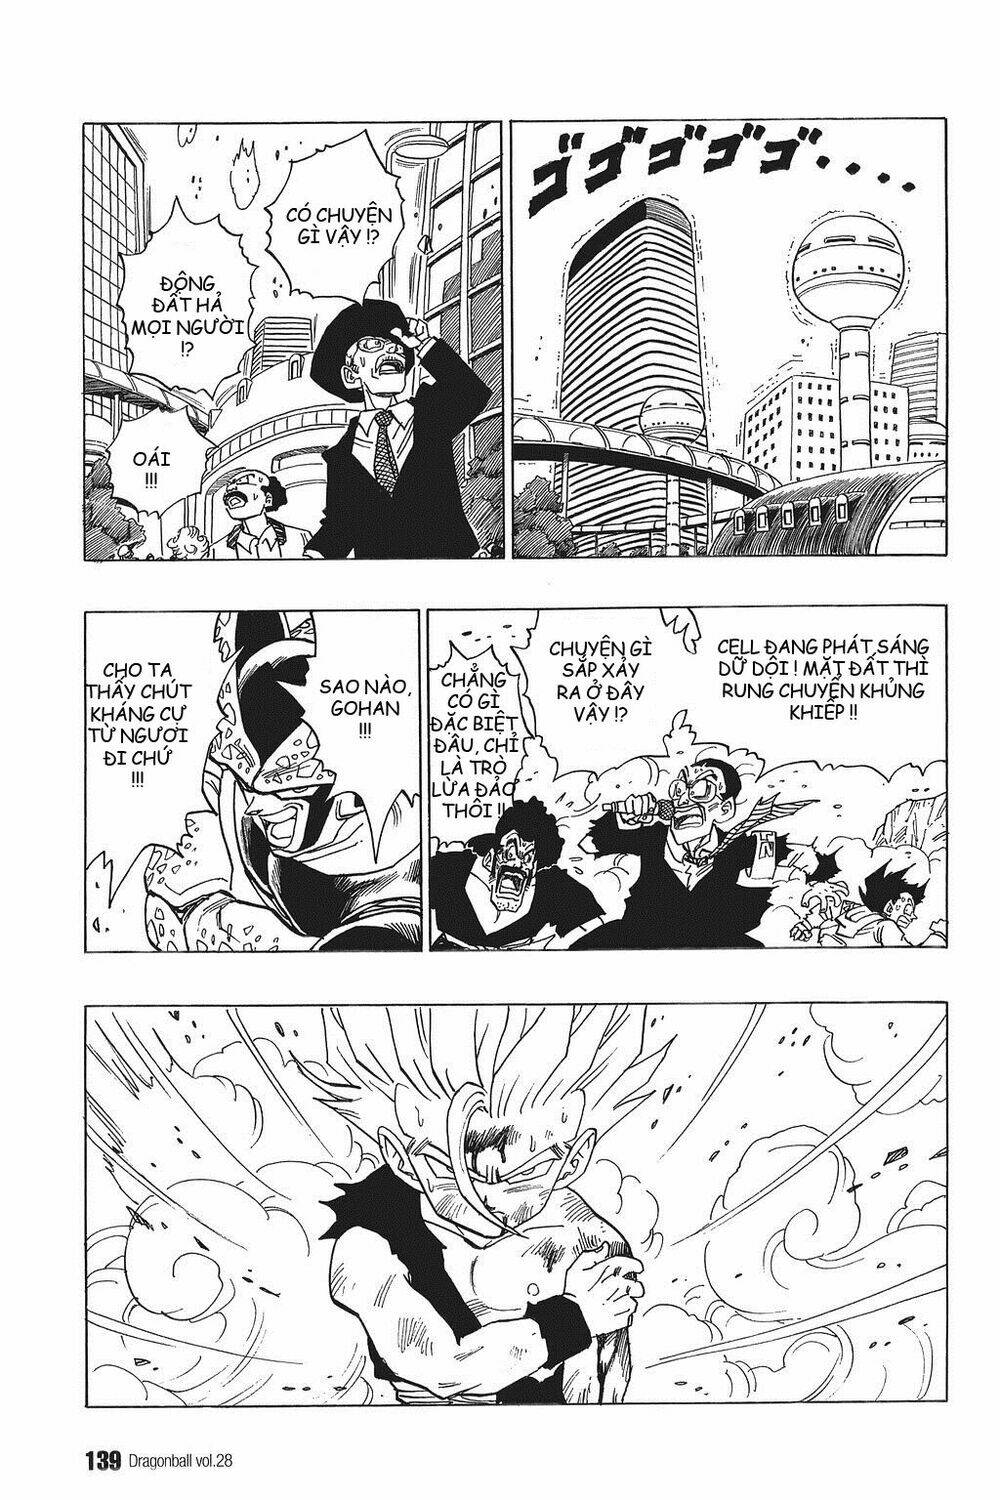 ゴゴゴゴゴ・・・・
CÓ CHUYỆN
GÌ VẬY !?
ĐỘNG
ĐẤT HẢ
MỌI NGƯỜI
!?
OÁI
!!!
CELL ĐANG PHÁT SÁNG
DỮ DỘI ! MẶT ĐẤT THÌ
RUNG CHUYỂN KHỦNG
KHIẾP !!
CHUYỆN GÌ
SẮP XẢY
RA Ở ĐÂY
VẬY !?
CHẲNG
CÓ GÌ
ĐẶC BIỆT
ĐÂU, CHỈ
LÀ TRÒ
LỪA ĐẢO
THÔI !!
SAO NÀO,
GOHAN
!!!
CHO TA
THẤY CHÚT
KHÁNG CỰ
TỪ NGƯƠI
ĐI CHỨ
!!!
139 Dragonball vol.28